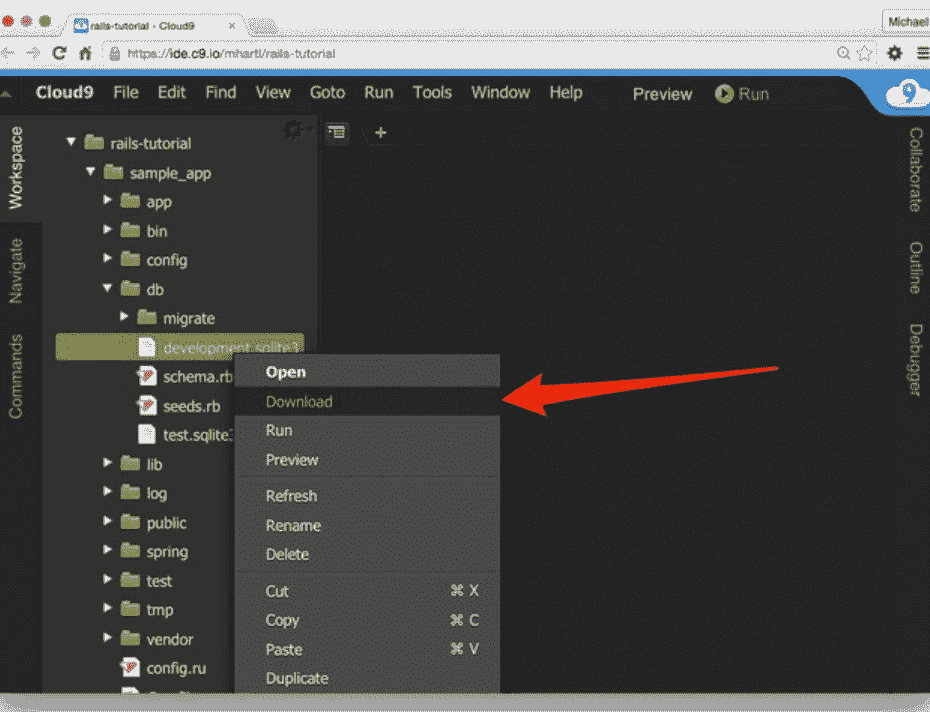 rails-tutorial - Cloud9
Michael
https://ide.c9.io/mhartl/rails-tutorial
Cloud9 File Edit Find View Goto Run Tools Window Help Preview Run
9
Workspace
Navigate
Commands
rails-tutorial
sample_app
app
bin
config
db
migrate
development.sqlite3
schema.rb
seeds.rb
test.sqlite3
lib
log
public
spring
test
tmp
vendor
config.ru
Open
Download
Run
Preview
Refresh
Rename
Delete
Cut ⌘ X
Copy ⌘ C
Paste ⌘ V
Duplicate
Collaborate
Outline
Debugger